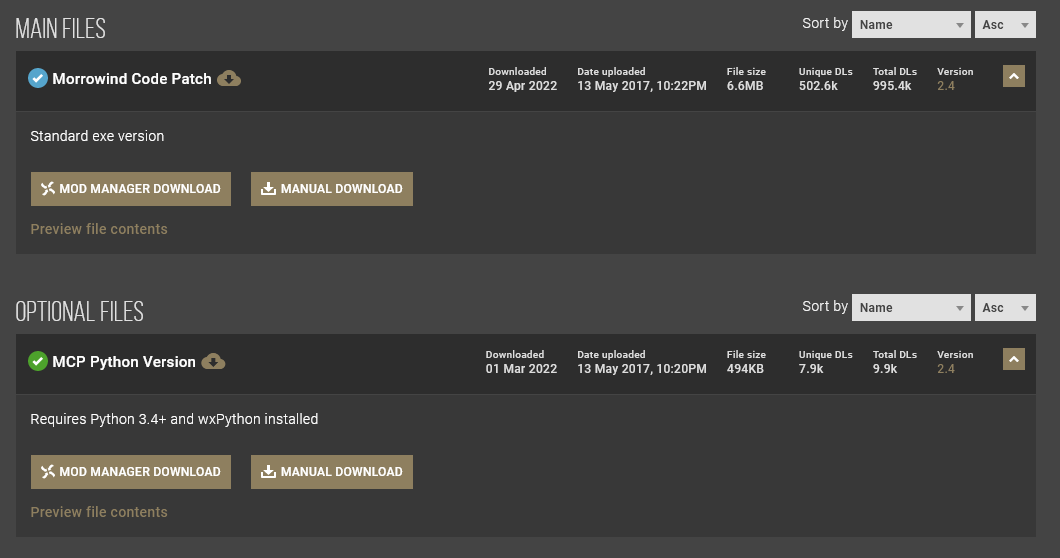 MAIN FILES
Sort by Name Asc
Morrowind Code Patch
Downloaded Date uploaded File size Unique DLs Total DLs Version
29 Apr 2022 13 May 2017, 10:22PM 6.6MB 502.6k 995.4k 2.4
Standard exe version
MOD MANAGER DOWNLOAD MANUAL DOWNLOAD
Preview file contents
OPTIONAL FILES
Sort by Name Asc
MCP Python Version
Downloaded Date uploaded File size Unique DLs Total DLs Version
01 Mar 2022 13 May 2017, 10:20PM 494KB 7.9k 9.9k 2.4
Requires Python 3.4+ and wxPython installed
MOD MANAGER DOWNLOAD MANUAL DOWNLOAD
Preview file contents